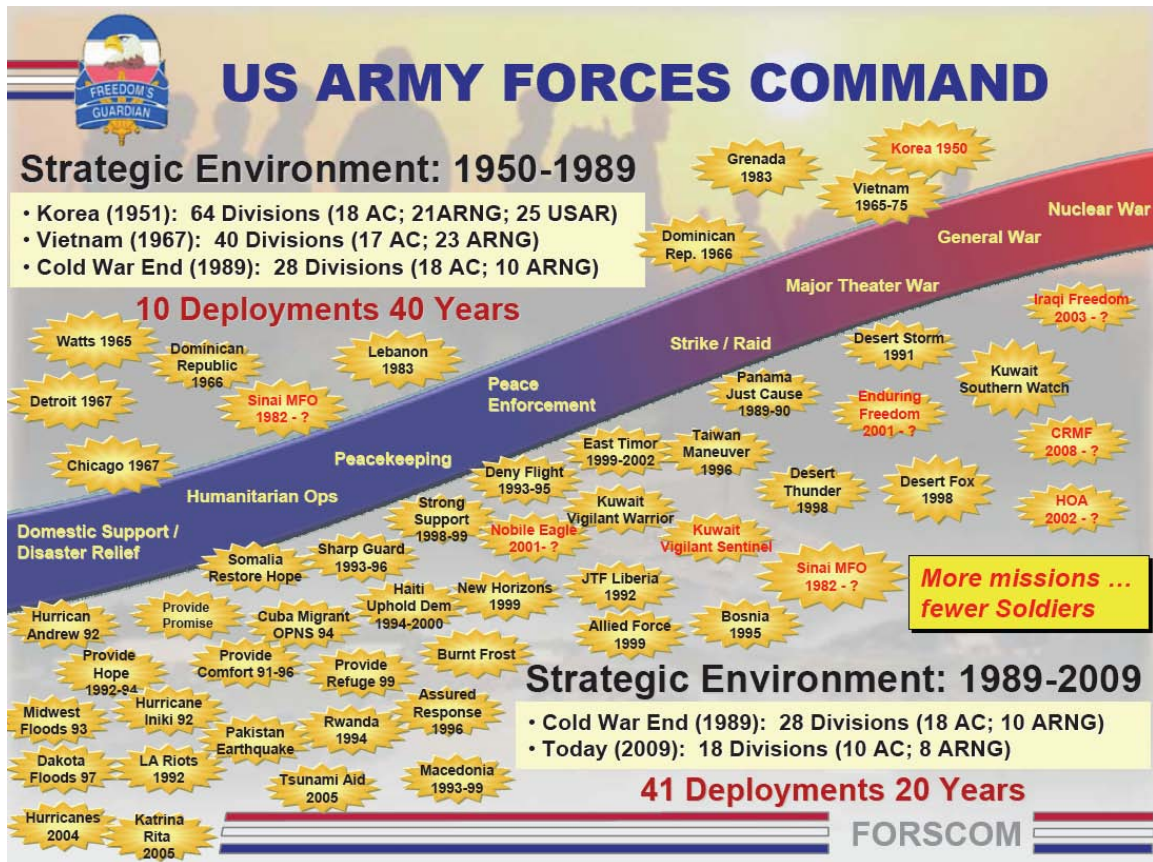 FREEDOM'S
GUARDIAN
US ARMY FORCES COMMAND
Strategic Environment: 1950-1989
• Korea (1951): 64 Divisions (18 AC; 21ARNG; 25 USAR)
• Vietnam (1967): 40 Divisions (17 AC; 23 ARNG)
• Cold War End (1989): 28 Divisions (18 AC; 10 ARNG)
10 Deployments 40 Years
Grenada
1983
Korea 1950
Vietnam
1965-75
Dominican
Rep. 1966
Nuclear War
General War
Major Theater War
Strike / Raid
Peace
Enforcement
Peacekeeping
Humanitarian Ops
Domestic Support /
Disaster Relief
Watts 1965
Dominican
Republic
1966
Lebanon
1983
Detroit 1967
Sinai MFO
1982 - ?
Chicago 1967
Iraqi Freedom
2003 - ?
Desert Storm
1991
Kuwait
Southern Watch
Panama
Just Cause
1989-90
Enduring
Freedom
2001 - ?
CRMF
2008 - ?
East Timor
1999-2002
Taiwan
Maneuver
1996
Deny Flight
1993-95
Desert
Thunder
1998
Desert Fox
1998
HOA
2002 - ?
Strong
Support
1998-99
Kuwait
Vigilant Warrior
Nobile Eagle
2001- ?
Kuwait
Vigilant Sentinel
Somalia
Restore Hope
Sharp Guard
1993-96
Sinai MFO
1982 - ?
Haiti
Uphold Dem
1994-2000
New Horizons
1999
JTF Liberia
1992
More missions ...
fewer Soldiers
Hurrican
Andrew 92
Provide
Promise
Cuba Migrant
OPNS 94
Allied Force
1999
Bosnia
1995
Provide
Hope
1992-94
Provide
Comfort 91-96
Provide
Refuge 99
Burnt Frost
Strategic Environment: 1989-2009
• Cold War End (1989): 28 Divisions (18 AC; 10 ARNG)
• Today (2009): 18 Divisions (10 AC; 8 ARNG)
41 Deployments 20 Years
Midwest
Floods 93
Hurricane
Iniki 92
Pakistan
Earthquake
Rwanda
1994
Assured
Response
1996
Dakota
Floods 97
LA Riots
1992
Tsunami Aid
2005
Macedonia
1993-99
Hurricanes
2004
Katrina
Rita
2005
FORSCOM